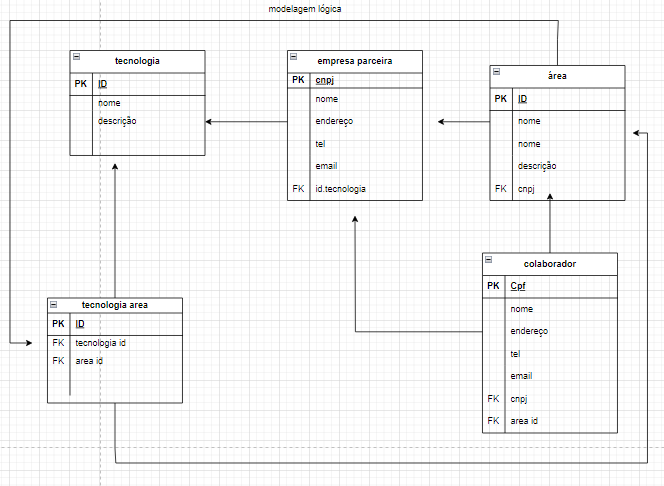 modelagem lógica
tecnologia
PK ID
nome
descrição
empresa parceira
PK cnpj
nome
endereço
tel
email
FK id.tecnologia
área
PK ID
nome
nome
descrição
FK cnpj
tecnologia area
PK ID
FK tecnologia id
FK area id
colaborador
PK Cpf
nome
endereço
tel
email
FK cnpj
FK area id